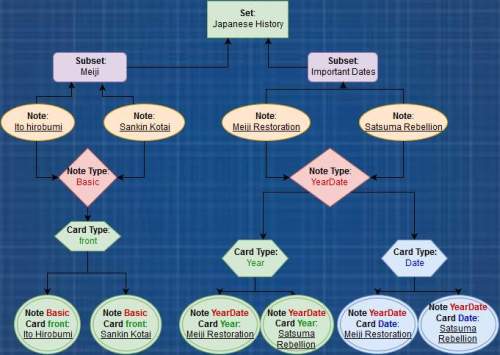 Set:
Japanese History
Subset:
Meiji
Subset:
Important Dates
Note:
Ito hirobumi
Note:
Sankin Kotai
Note:
Meiji Restoration
Note:
Satsuma Rebellion
Note Type:
Basic
Note Type:
YearDate
Card Type:
front
Card Type:
Year
Card Type:
Date
Note Basic
Card front:
Ito Hirobumi
Note Basic
Card front:
Sankin Kotai
Note YearDate
Card Year:
Meiji Restoration
Note YearDate
Card Year:
Satsuma
Rebellion
Note YearDate
Card Date:
Meiji Restoration
Note YearDate
Card Date:
Satsuma
Rebellion